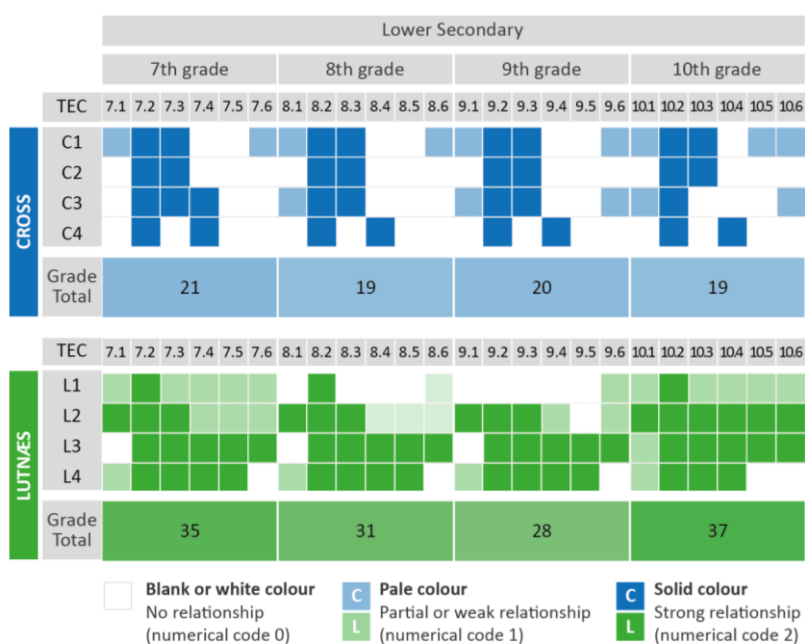 Lower Secondary
7th grade 8th grade 9th grade 10th grade
TEC 7.1 7.2 7.3 7.4 7.5 7.6 8.1 8.2 8.3 8.4 8.5 8.6 9.1 9.2 9.3 9.4 9.5 9.6 10.1 10.2 10.3 10.4 10.5 10.6
CROSS
C1
C2
C3
C4
Grade
Total
21 19 20 19
TEC 7.1 7.2 7.3 7.4 7.5 7.6 8.1 8.2 8.3 8.4 8.5 8.6 9.1 9.2 9.3 9.4 9.5 9.6 10.1 10.2 10.3 10.4 10.5 10.6
LUTNÆS
L1
L2
L3
L4
Grade
Total
35 31 28 37
Blank or white colour
No relationship
(numerical code 0)
C
L
Pale colour
Partial or weak relationship
(numerical code 1)
C
L
Solid colour
Strong relationship
(numerical code 2)